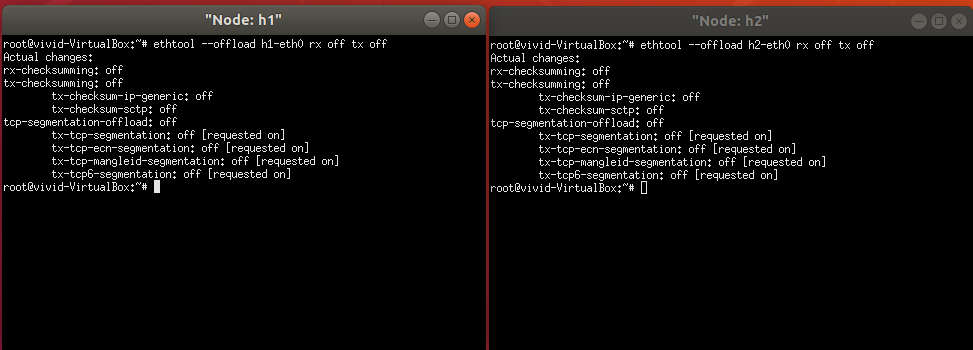 "Node: h1"
root@vivid-VirtualBox:~# ethtool --offload h1-eth0 rx off tx off
Actual changes:
rx-checksumming: off
tx-checksumming: off
tx-checksum-ip-generic: off
tx-checksum-sctp: off
tcp-segmentation-offload: off
tx-tcp-segmentation: off [requested on]
tx-tcp-ecn-segmentation: off [requested on]
tx-tcp-mangleid-segmentation: off [requested on]
tx-tcp6-segmentation: off [requested on]
root@vivid-VirtualBox:~#
"Node: h2"
root@vivid-VirtualBox:~# ethtool --offload h2-eth0 rx off tx off
Actual changes:
rx-checksumming: off
tx-checksumming: off
tx-checksum-ip-generic: off
tx-checksum-sctp: off
tcp-segmentation-offload: off
tx-tcp-segmentation: off [requested on]
tx-tcp-ecn-segmentation: off [requested on]
tx-tcp-mangleid-segmentation: off [requested on]
tx-tcp6-segmentation: off [requested on]
root@vivid-VirtualBox:~#